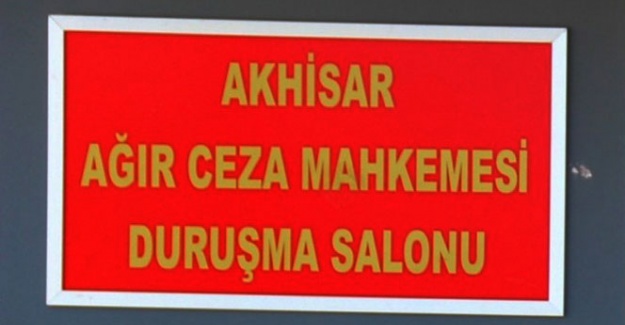 AKHİSAR
AĞIR CEZA MAHKEMESİ
DURUŞMA SALONU